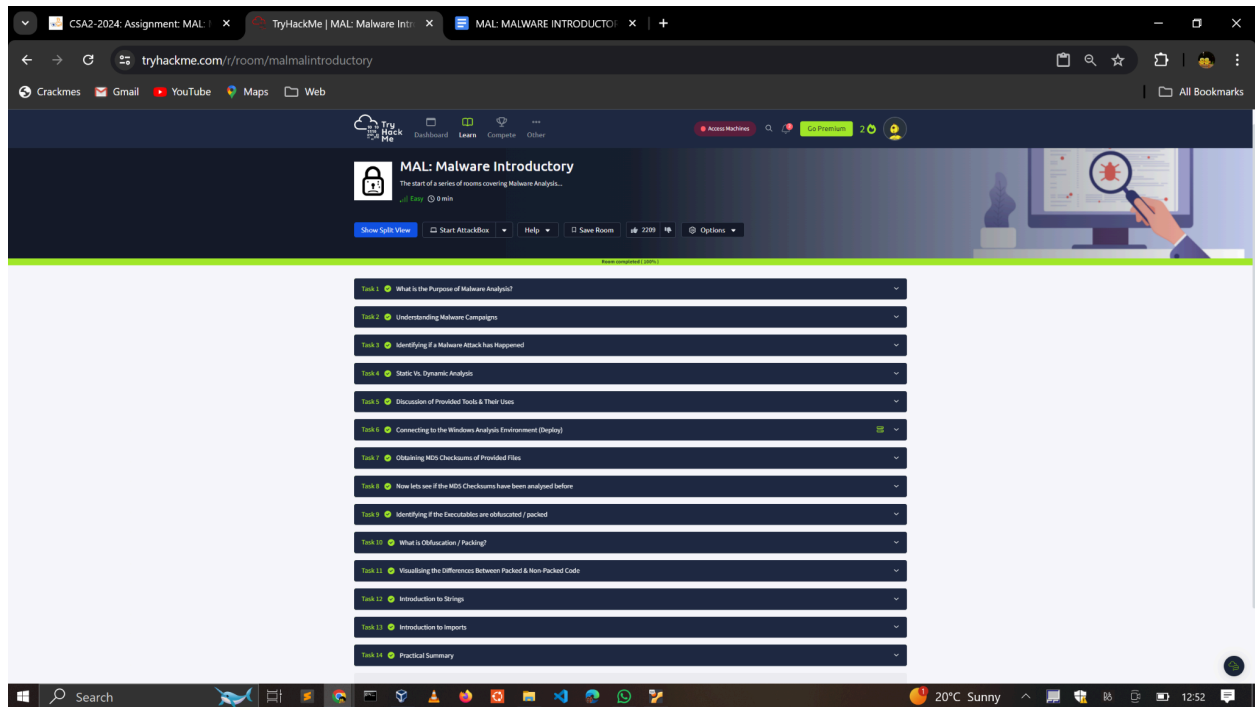 CSA2-2024: Assignment: MAL: TryHackMe | MAL: Malware Intr MAL: MALWARE INTRODUCTOR
tryhackme.com/r/room/malmalintroductory
Crackmes Gmail YouTube Maps Web All Bookmarks
Try Hack Me Dashboard Learn Compete Other Access Machines Go Premium 2
MAL: Malware Introductory
The start of a series of rooms covering Malware Analysis...
Easy 0 min
Show Split View Start AttackBox Help Save Room 2209 Options
Room completed ( 100% )
Task 1 What is the Purpose of Malware Analysis?
Task 2 Understanding Malware Campaigns
Task 3 Identifying if a Malware Attack has Happened
Task 4 Static Vs. Dynamic Analysis
Task 5 Discussion of Provided Tools & Their Uses
Task 6 Connecting to the Windows Analysis Environment (Deploy)
Task 7 Obtaining MD5 Checksums of Provided Files
Task 8 Now lets see if the MD5 Checksums have been analysed before
Task 9 Identifying if the Executables are obfuscated / packed
Task 10 What is Obfuscation / Packing?
Task 11 Visualising the Differences Between Packed & Non-Packed Code
Task 12 Introduction to Strings
Task 13 Introduction to Imports
Task 14 Practical Summary
Search 20°C Sunny 12:52